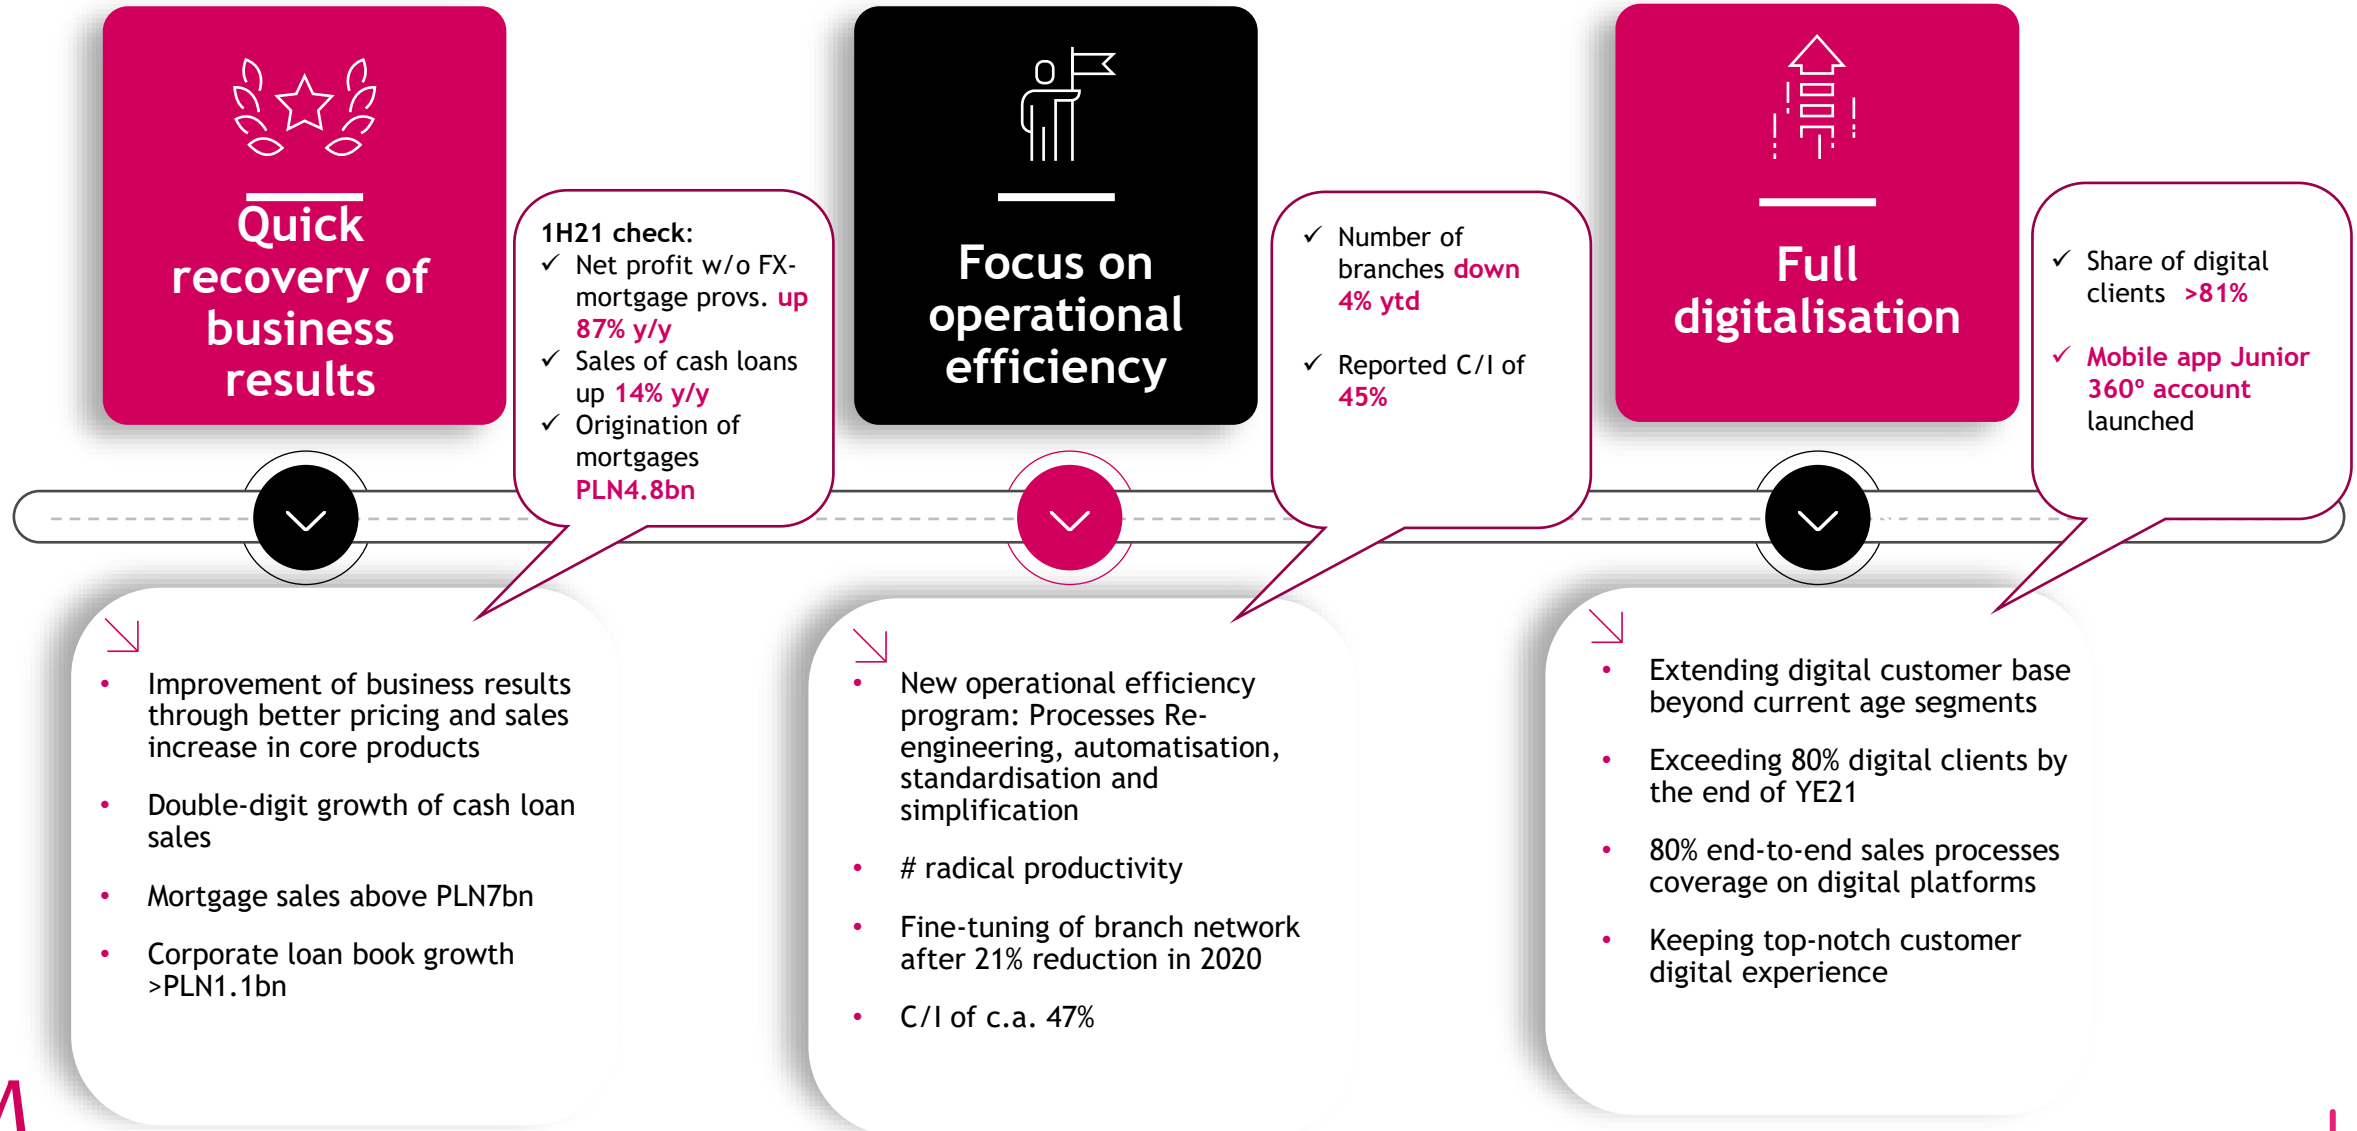 Quick
recovery of
business
results
1H21 check:
✓ Net profit w/o FX-
mortgage provs. up
87% y/y
✓ Sales of cash loans
up 14% y/y
✓ Origination of
mortgages
PLN4.8bn
• Improvement of business results
through better pricing and sales
increase in core products
• Double-digit growth of cash loan
sales
• Mortgage sales above PLN7bn
• Corporate loan book growth
>PLN1.1bn
Focus on
operational
efficiency
✓ Number of
branches down
4% ytd
✓ Reported C/I of
45%
• New operational efficiency
program: Processes Re-
engineering, automatisation,
standardisation and
simplification
• # radical productivity
• Fine-tuning of branch network
after 21% reduction in 2020
• C/I of c.a. 47%
Full
digitalisation
✓ Share of digital
clients >81%
✓ Mobile app Junior
360º account
launched
• Extending digital customer base
beyond current age segments
• Exceeding 80% digital clients by
the end of YE21
• 80% end-to-end sales processes
coverage on digital platforms
• Keeping top-notch customer
digital experience